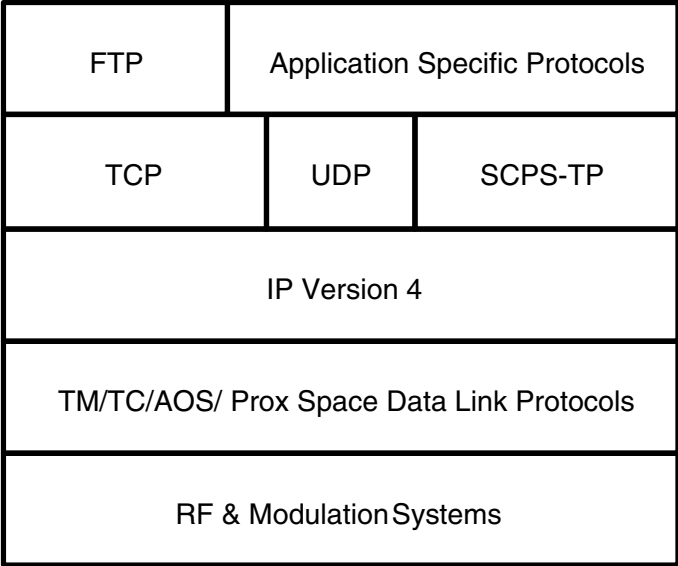 FTP
Application Specific Protocols
TCP
UDP
SCPS-TP
IP Version 4
TM/TC/AOS/ Prox Space Data Link Protocols
RF & Modulation Systems